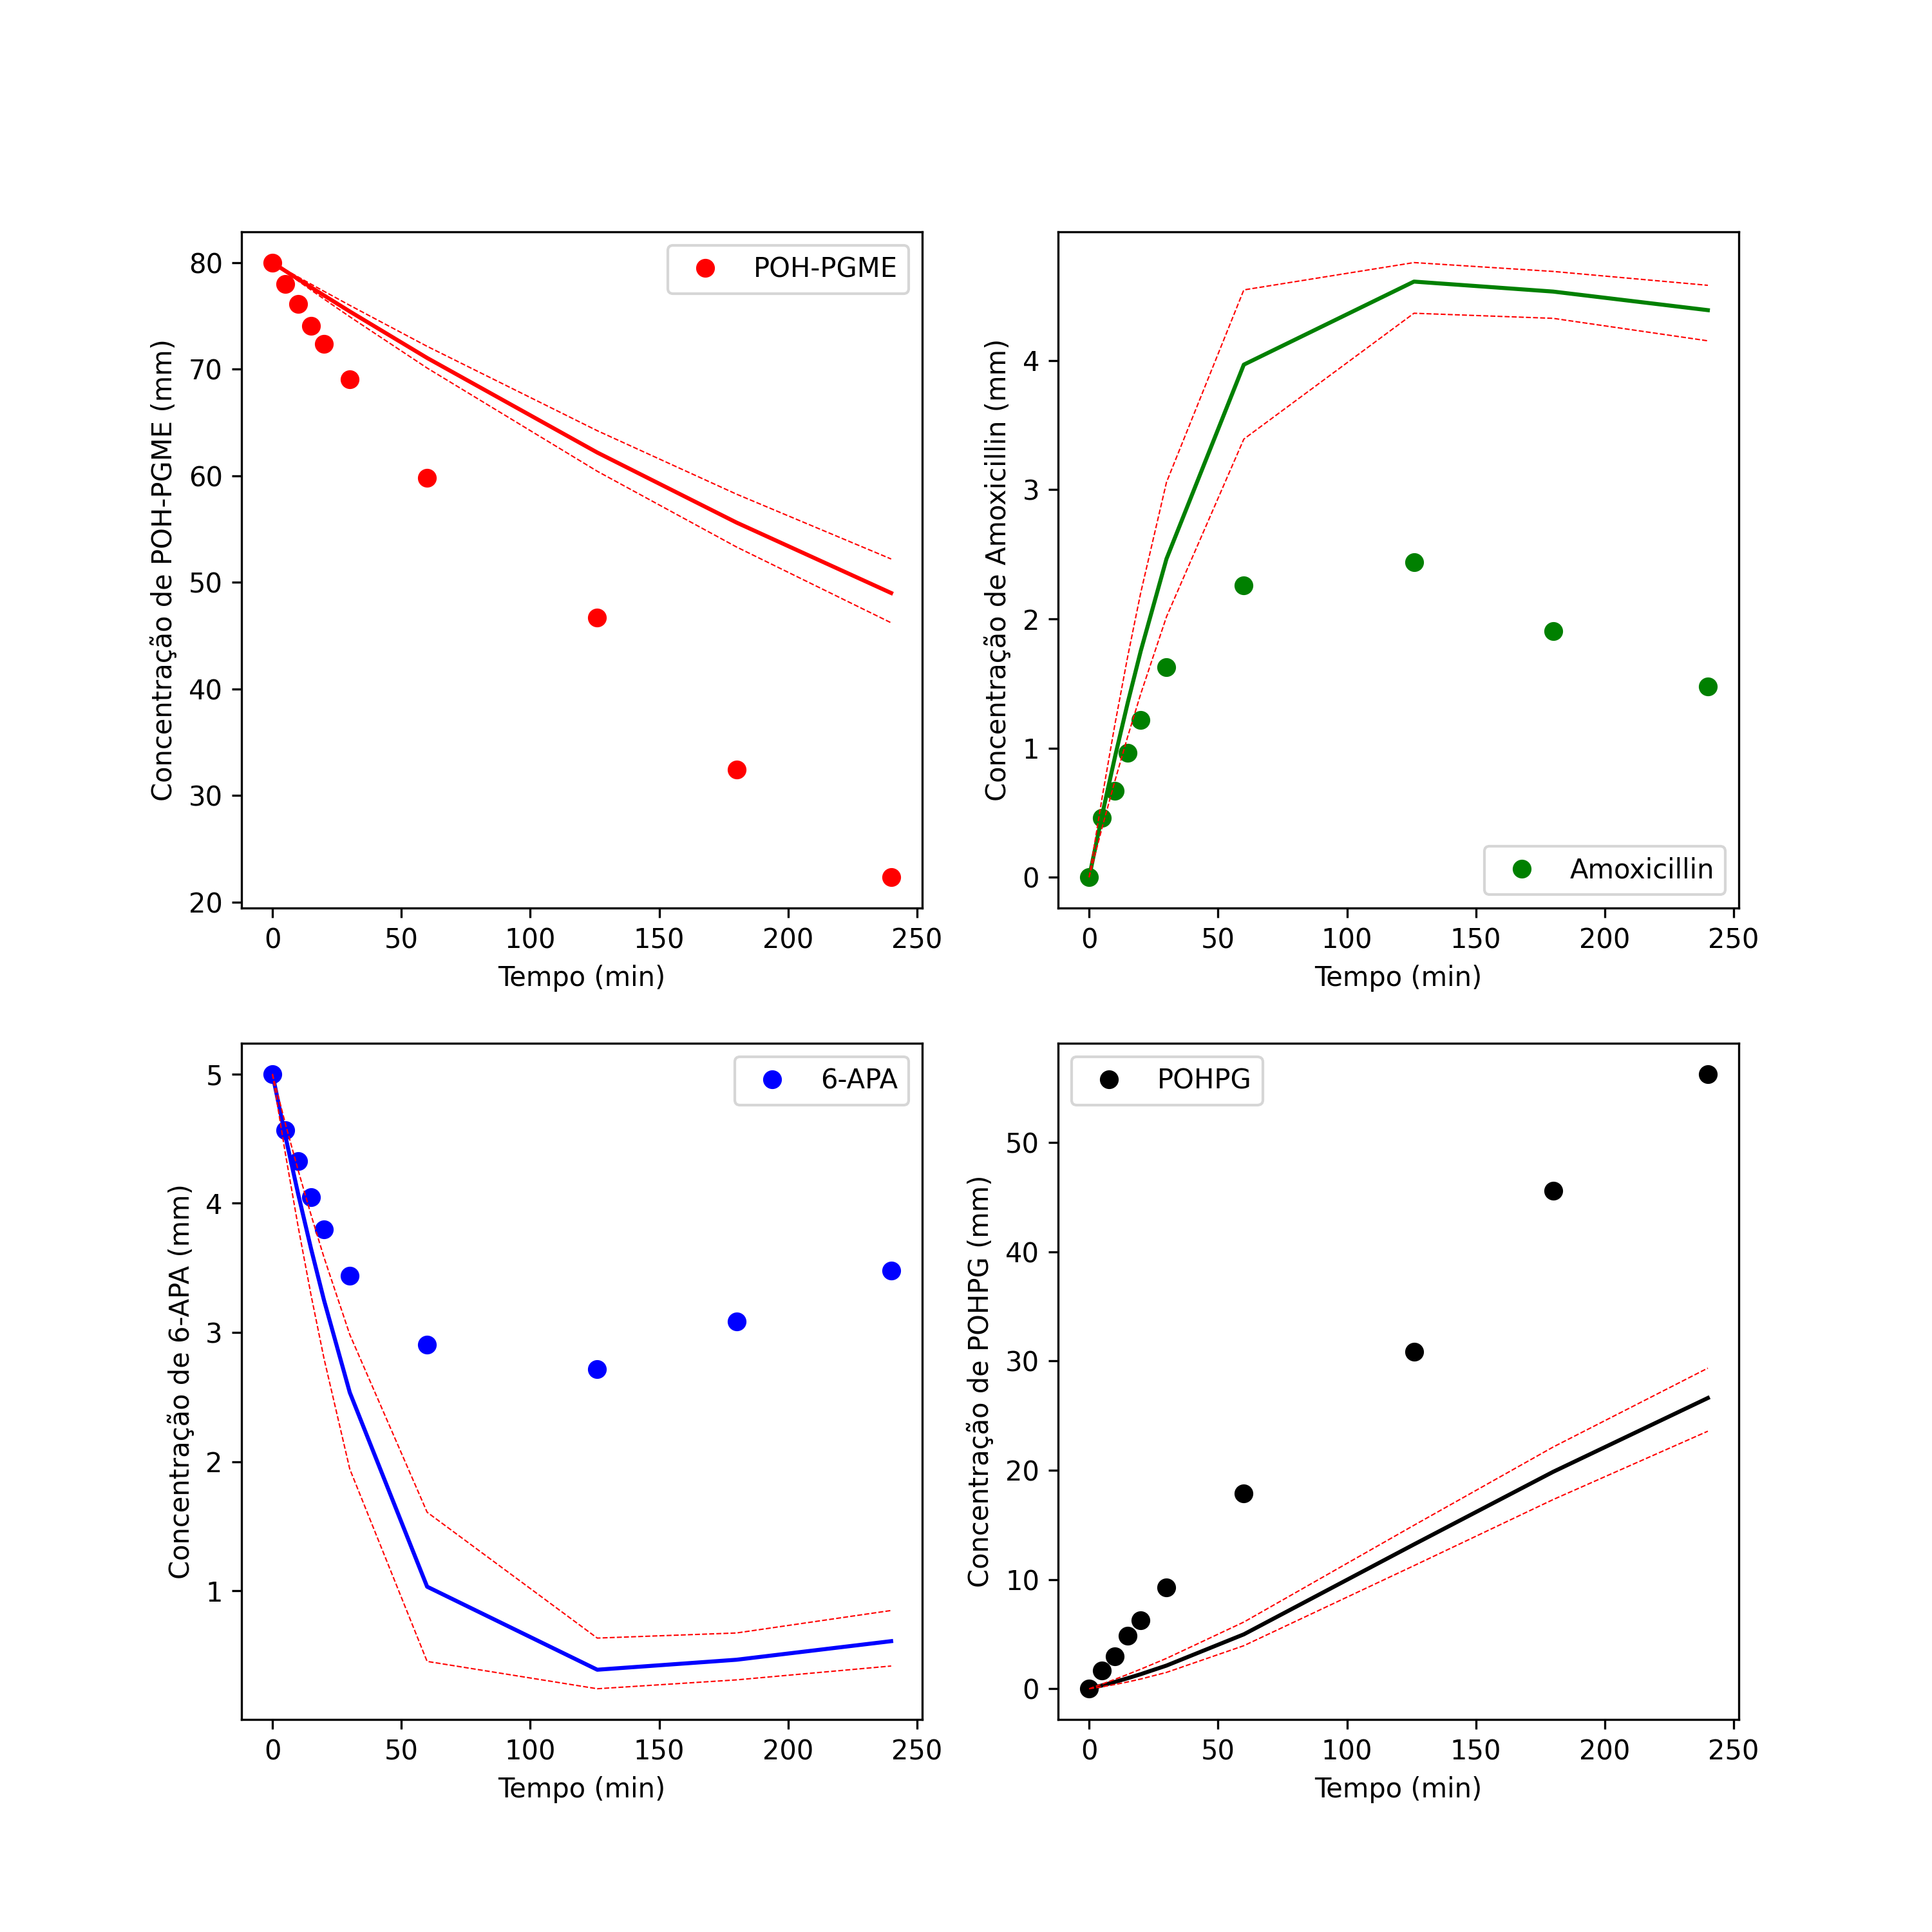 POH-PGME
Concentração de POH-PGME (mm)
80
70
60
50
40
30
20
0 50 100 150 200 250
Tempo (min)
Amoxicillin
Concentração de Amoxicillin (mm)
4
3
2
1
0
0 50 100 150 200 250
Tempo (min)
6-APA
Concentração de 6-APA (mm)
5
4
3
2
1
0 50 100 150 200 250
Tempo (min)
POHPG
Concentração de POHPG (mm)
50
40
30
20
10
0
0 50 100 150 200 250
Tempo (min)